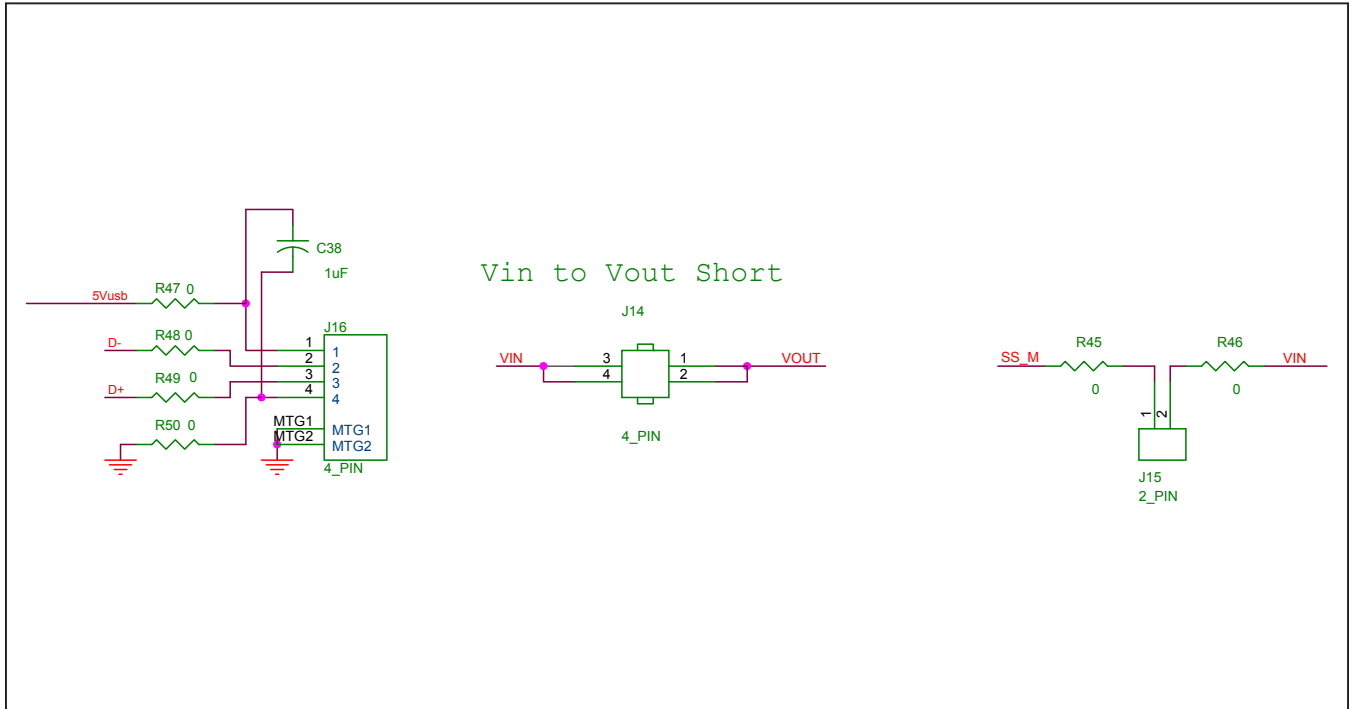 C38
1uF
5Vusb
R47 0
D-
R48 0
D+
R49 0
R50 0
J16
1 1
2 2
3 3
4 4
MTG1 MTG1
MTG2 MTG2
4_PIN
Vin to Vout Short
J14
VIN 3 1 VOUT
4 2
4_PIN
SS_M R45 R46 VIN
0 0
1 2
J15
2_PIN